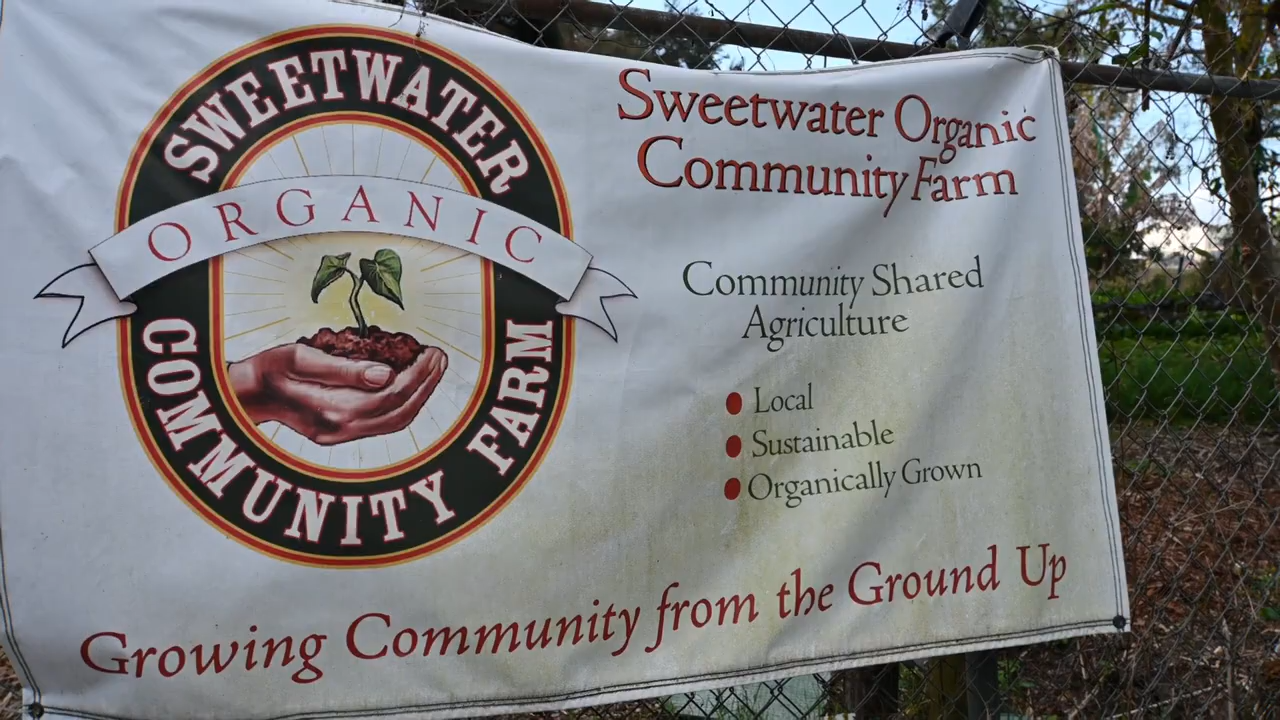 SWEETWATER
ORGANIC
COMMUNITY FARM
Sweetwater Organic
Community Farm
Community Shared
Agriculture
Local
Sustainable
Organically Grown
Growing Community from the Ground Up